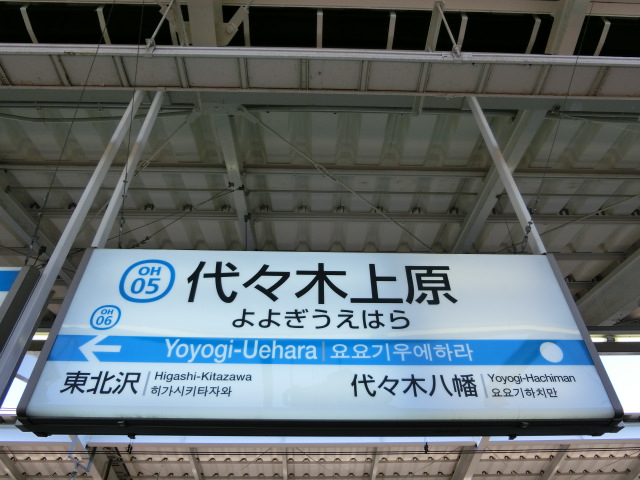 OH
05
代々木上原
よよぎうえはら
OH
06
Yoyogi-Uehara 요요기우에하라
東北沢 Higashi-Kitazawa
히가시키타자와
代々木八幡 Yoyogi-Hachiman
요요기하치만